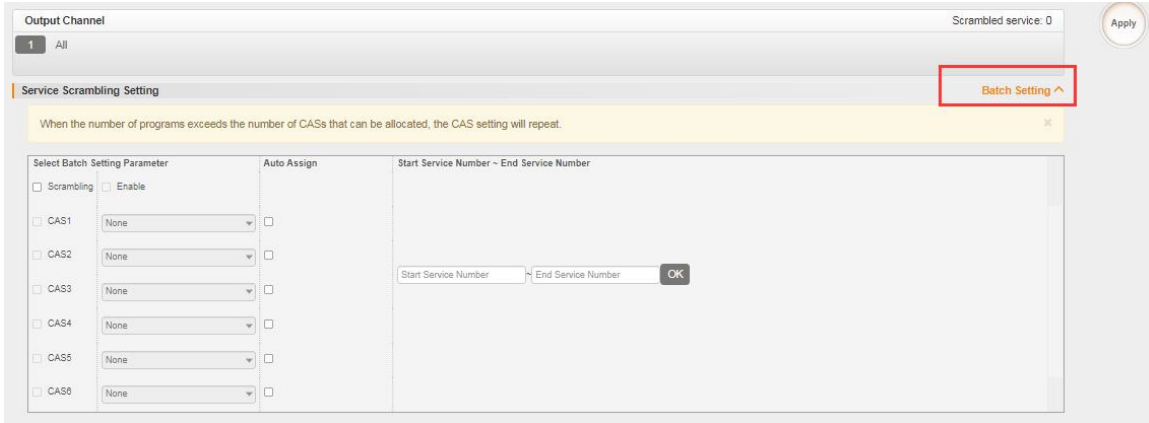 Output Channel Scrambled service: 0
Apply
1 All
Service Scrambling Setting Batch Setting
When the number of programs exceeds the number of CASs that can be allocated, the CAS setting will repeat. ×
Select Batch Setting Parameter Auto Assign Start Service Number ~ End Service Number
Scrambling Enable
CAS1 None
CAS2 None
Start Service Number ~ End Service Number OK
CAS3 None
CAS4 None
CAS5 None
CAS6 None